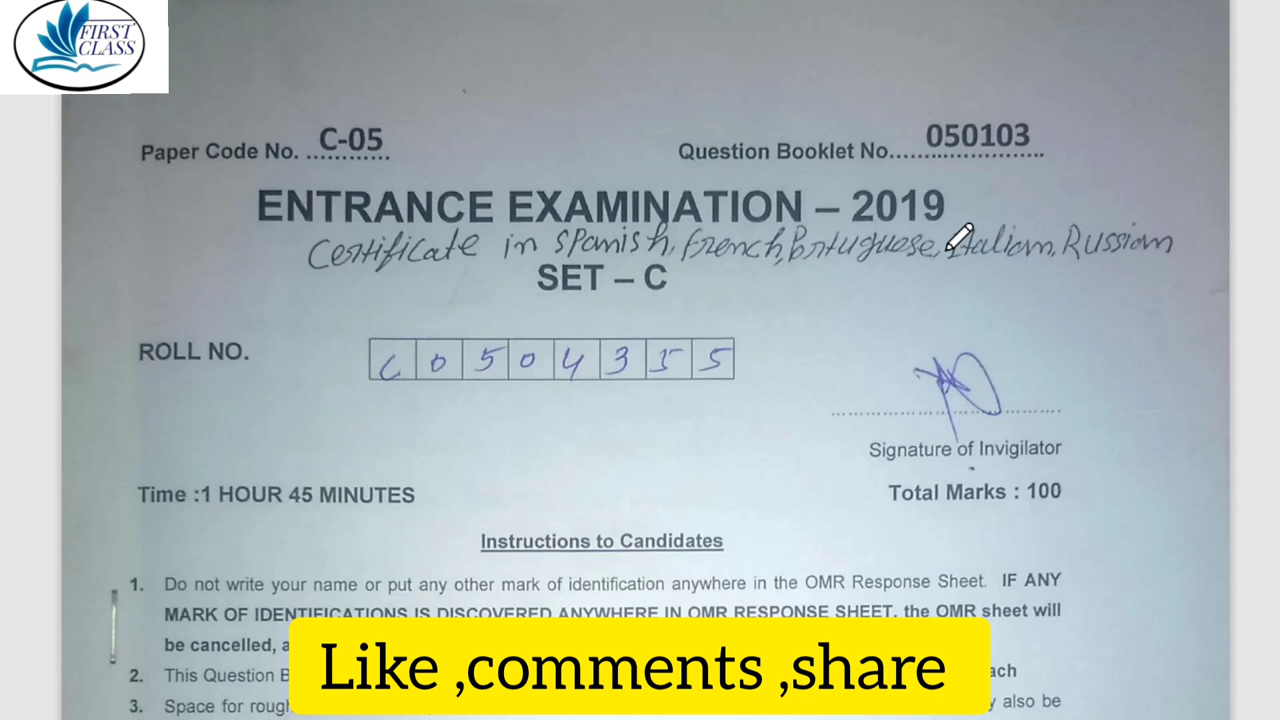 FIRST
CLASS
Paper Code No. C-05
Question Booklet No. 050103
ENTRANCE EXAMINATION – 2019
Certificate in Spanish, French, Portuguese, Italian, Russian
SET – C
ROLL NO. C 0 5 0 4 3 5 5
Signature of Invigilator
Time :1 HOUR 45 MINUTES
Total Marks : 100
Instructions to Candidates
1. Do not write your name or put any other mark of identification anywhere in the OMR Response Sheet. IF ANY
MARK OF IDENTIFICATIONS IS DISCOVERED ANYWHERE IN OMR RESPONSE SHEET, the OMR sheet will
be cancelled, a
2. This Question B ach
3. Space for roug y also be
Like ,comments ,share